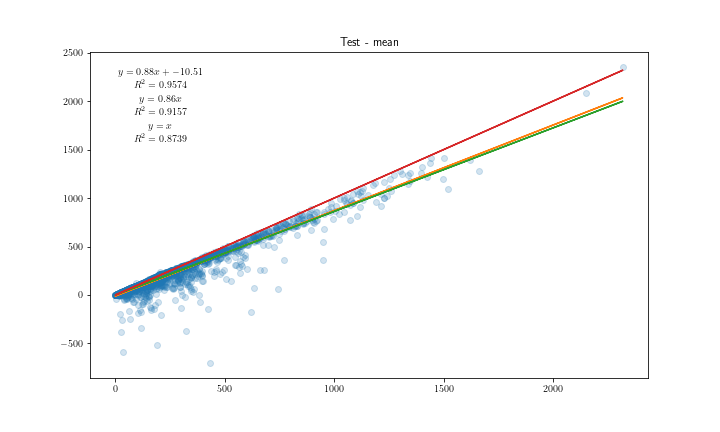 Test - mean
2500
2000
1500
1000
500
0
−500
y = 0.88x + −10.51
R² = 0.9574
y = 0.86x
R² = 0.9157
y = x
R² = 0.8739
0
500
1000
1500
2000